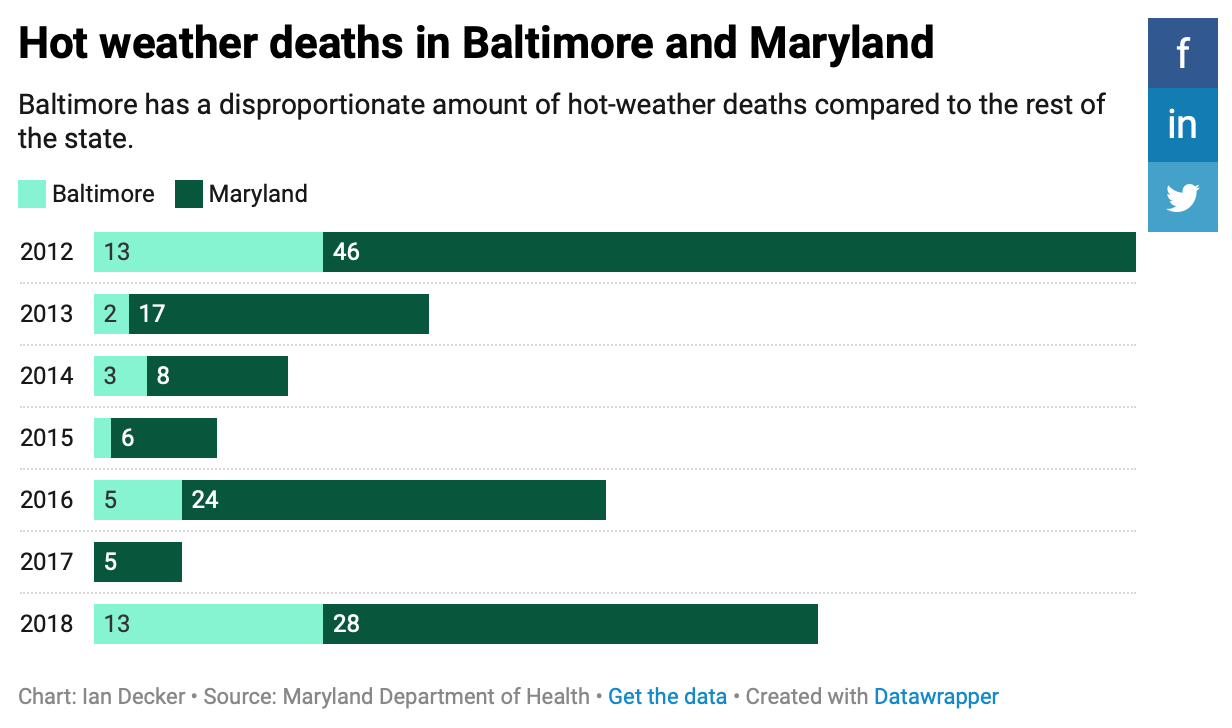 Hot weather deaths in Baltimore and Maryland
Baltimore has a disproportionate amount of hot-weather deaths compared to the rest of
the state.
Baltimore Maryland
2012 13 46
2013 2 17
2014 3 8
2015 6
2016 5 24
2017 5
2018 13 28
Chart: Ian Decker • Source: Maryland Department of Health • Get the data • Created with Datawrapper
f
in